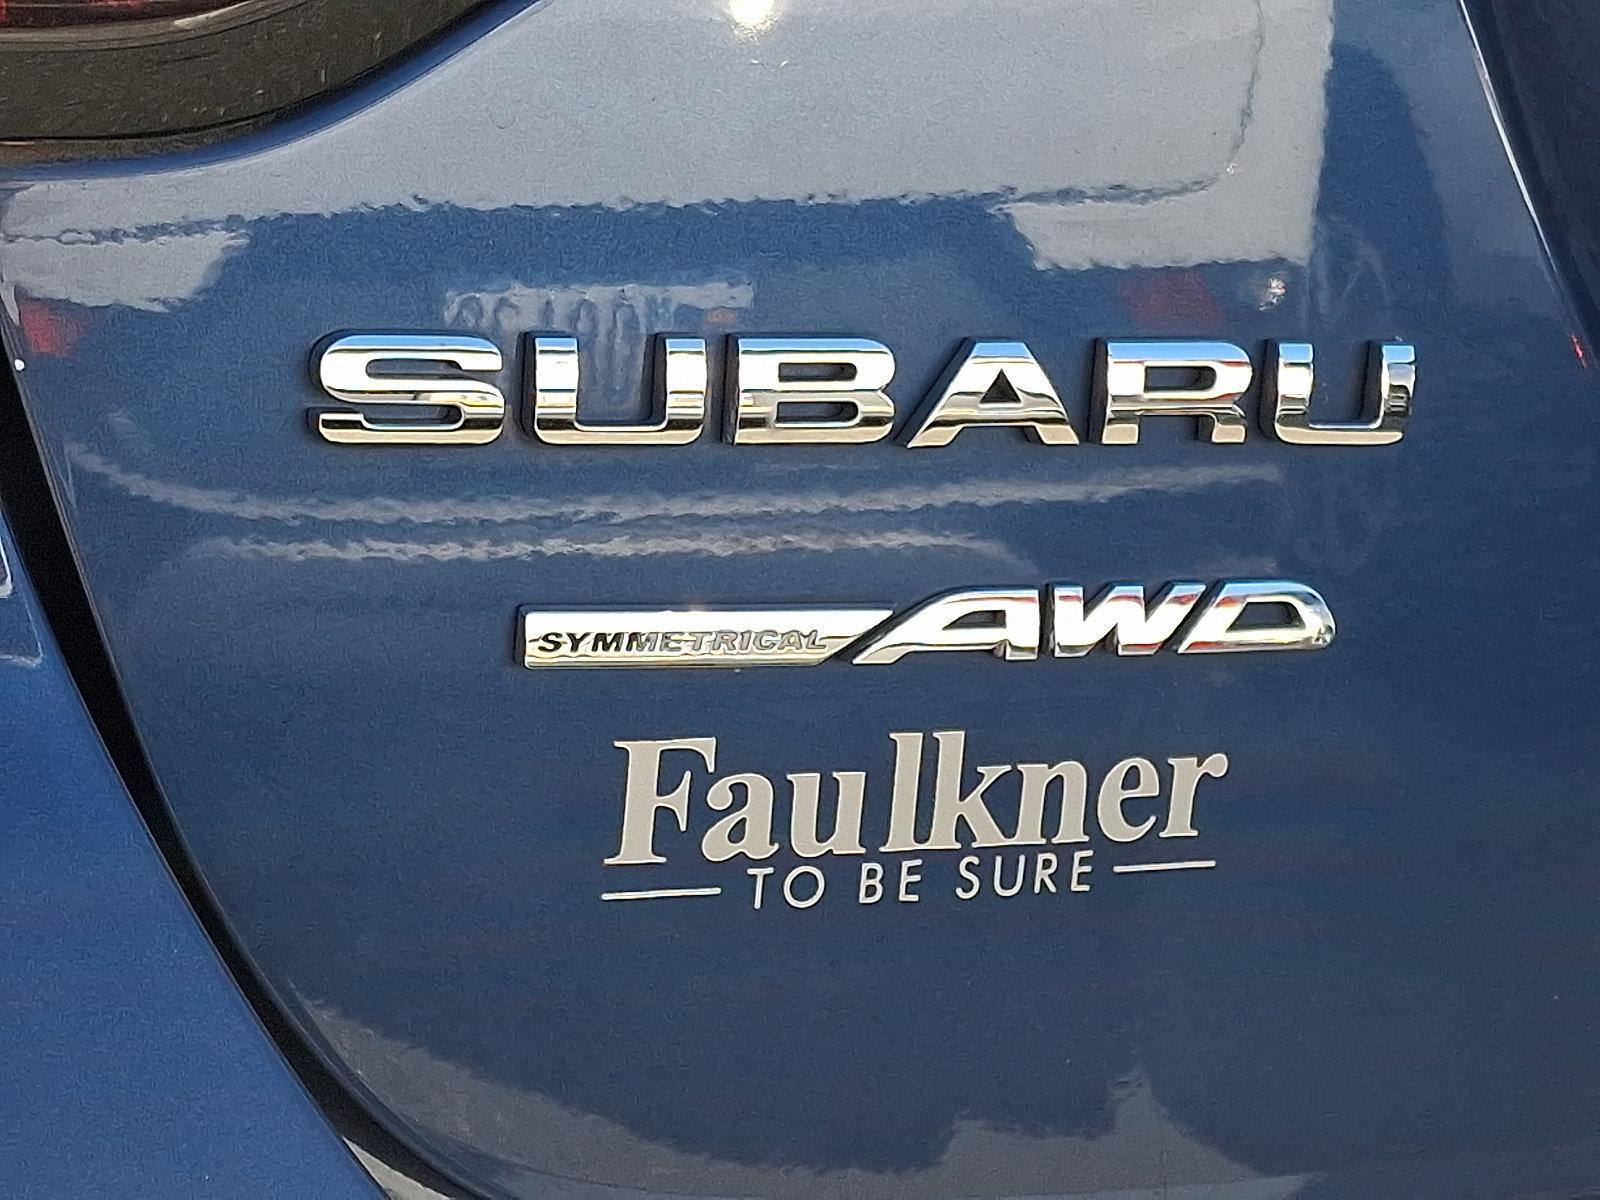 SUBARU
SYMMETRICAL AWD
Faulkner
TO BE SURE